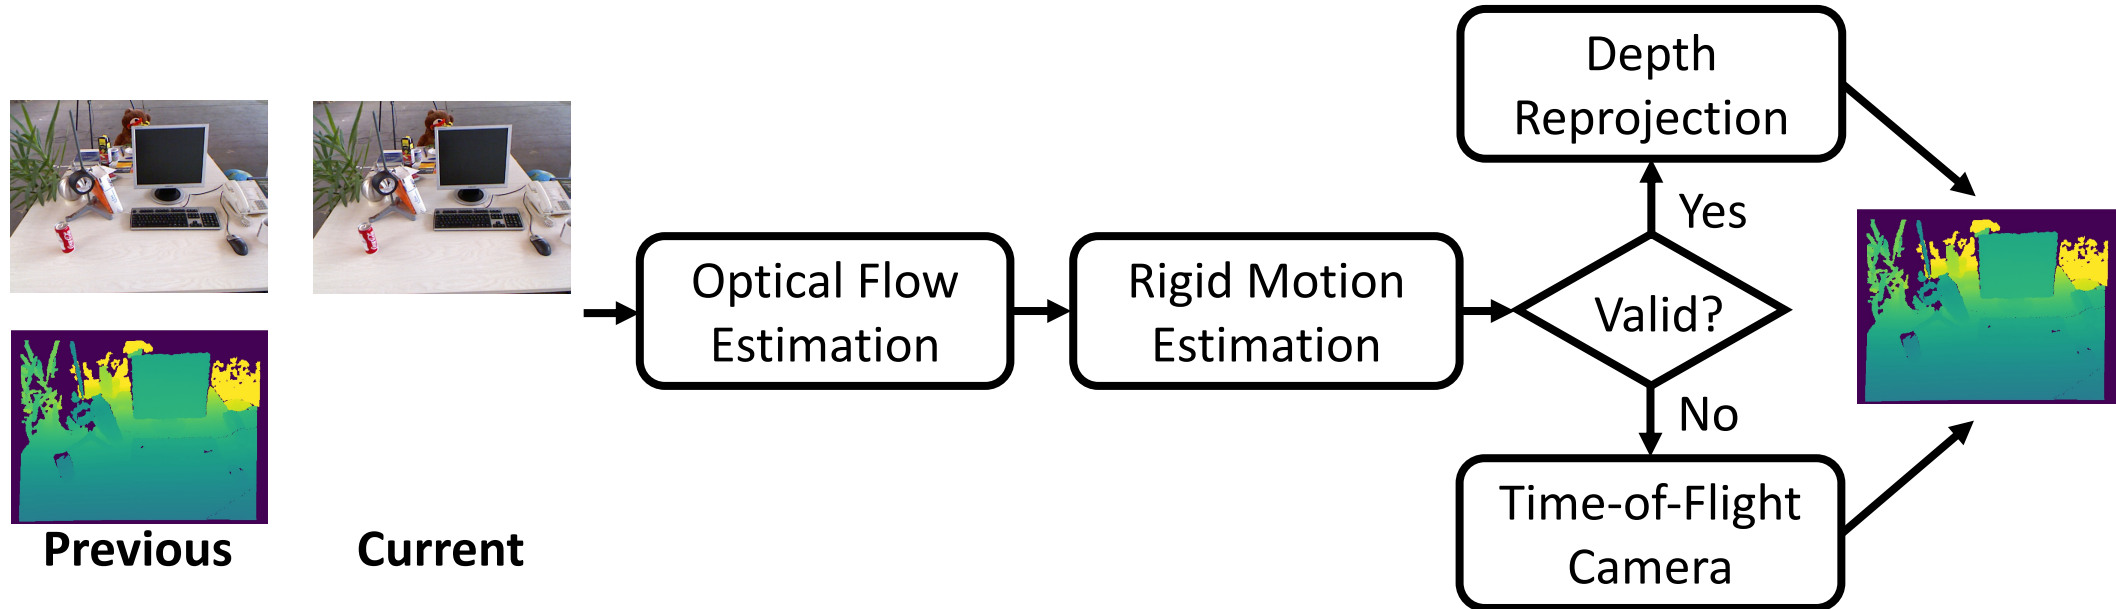 Depth
Reprojection
Yes
Optical Flow
Estimation
Rigid Motion
Estimation
Valid?
No
Time-of-Flight
Camera
Previous
Current